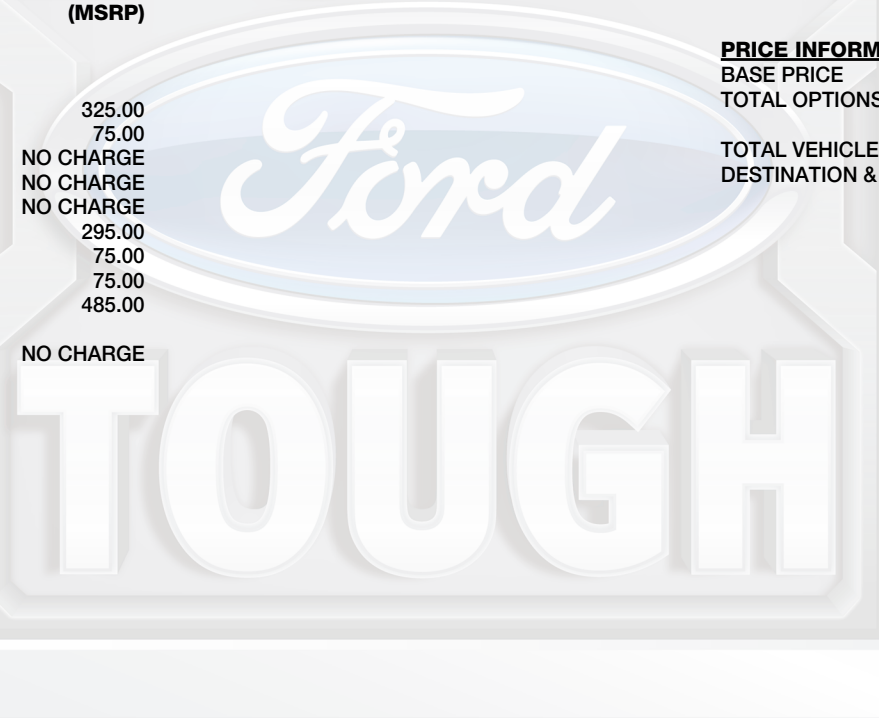 (MSRP)
325.00
75.00
NO CHARGE
NO CHARGE
NO CHARGE
295.00
75.00
75.00
485.00
NO CHARGE
PRICE INFORM
BASE PRICE
TOTAL OPTIONS
TOTAL VEHICLE
DESTINATION &
Ford
TOUGH